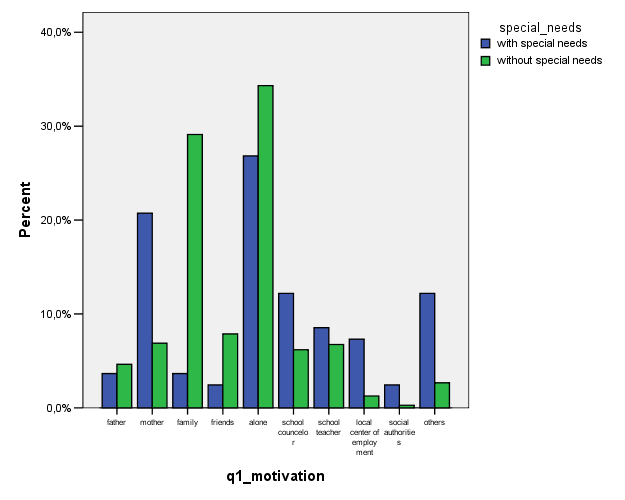 special_needs
with special needs
without special needs
40,0%
30,0%
20,0%
10,0%
0,0%
Percent
father
mother
family
friends
alone
school
councelo
r
school
teacher
local
center of
employ
ment
social
authoritie
s
others
q1_motivation